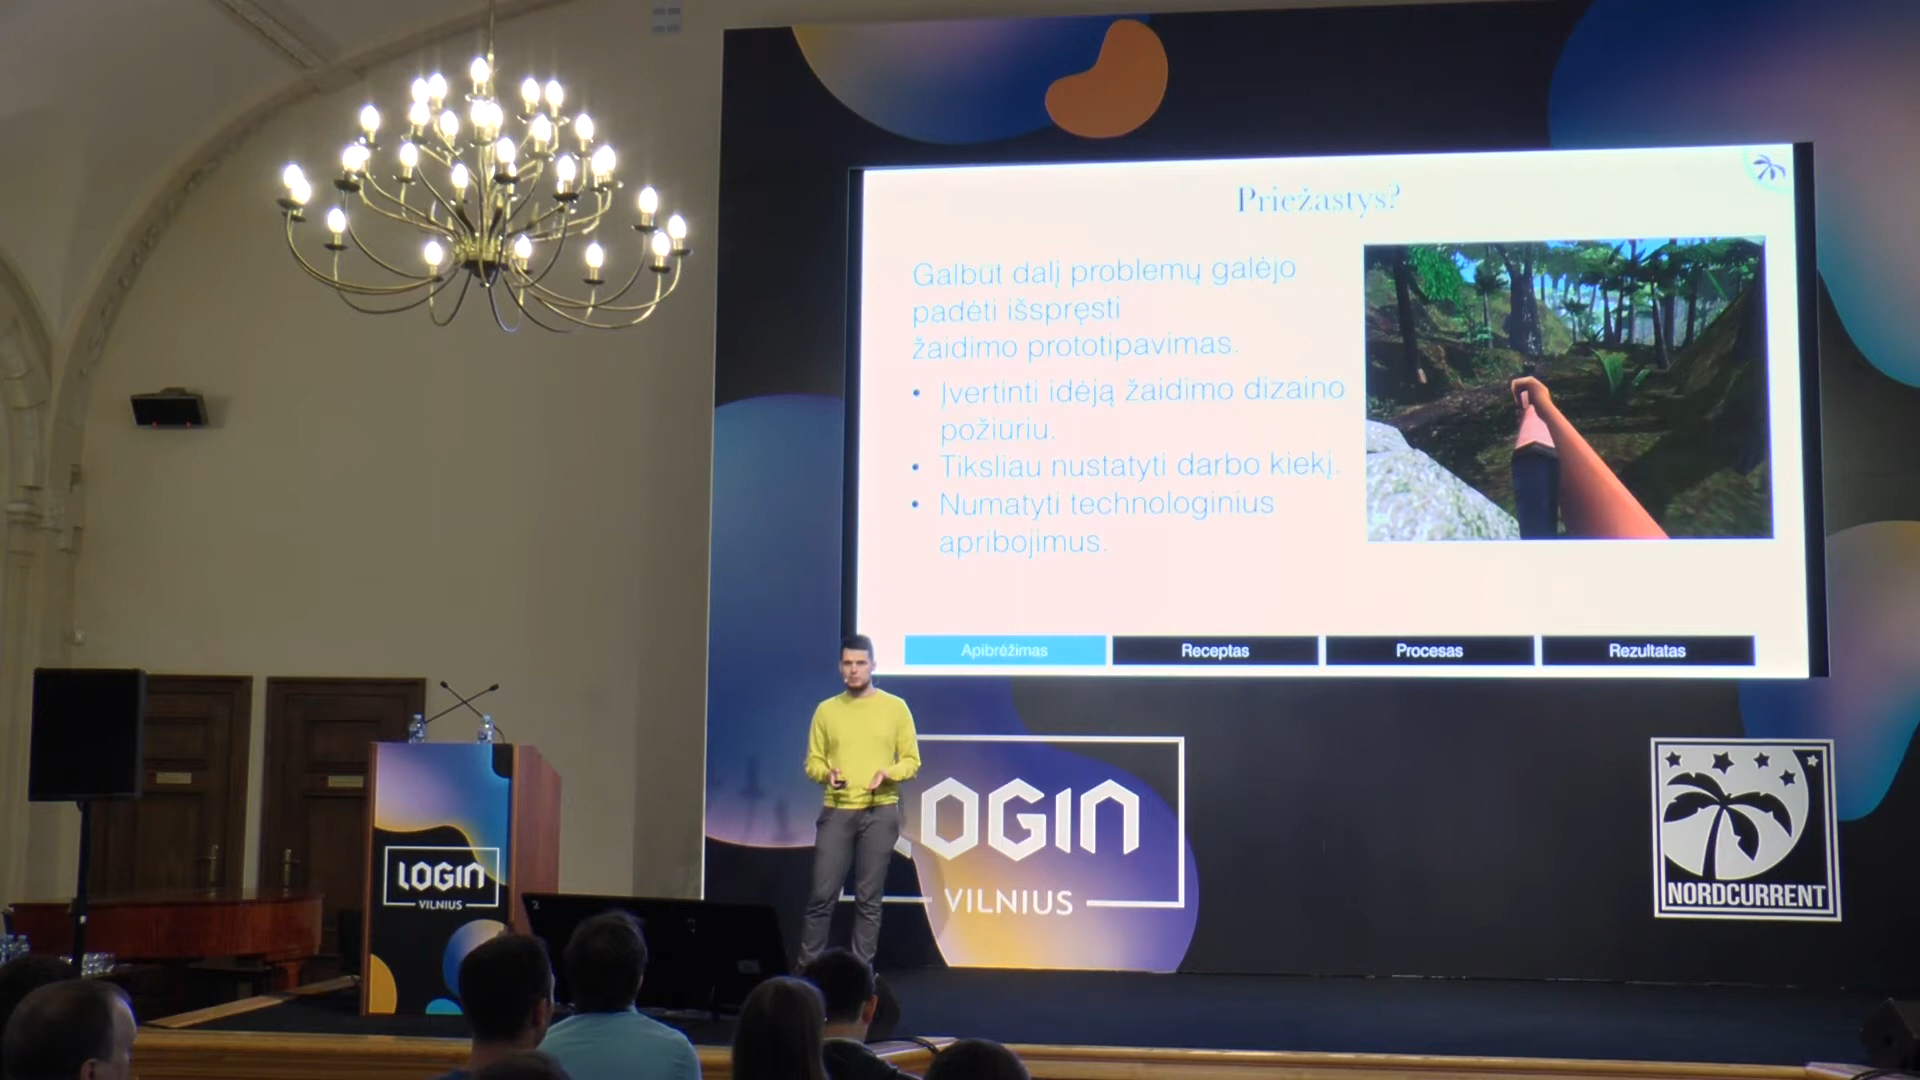 Priežastys?
Galbūt dalį problemų galėjo
padėti išspręsti
žaidimo prototipavimas.
• Įvertinti idėją žaidimo dizaino
požiūriu.
• Tiksliau nustatyti darbo kiekį.
• Numatyti technologinius
apribojimus.
Apibrėžimas
Receptas
Procesas
Rezultatas
LOGIN
VILNIUS
OGIN
VILNIUS
NORDCURRENT
2